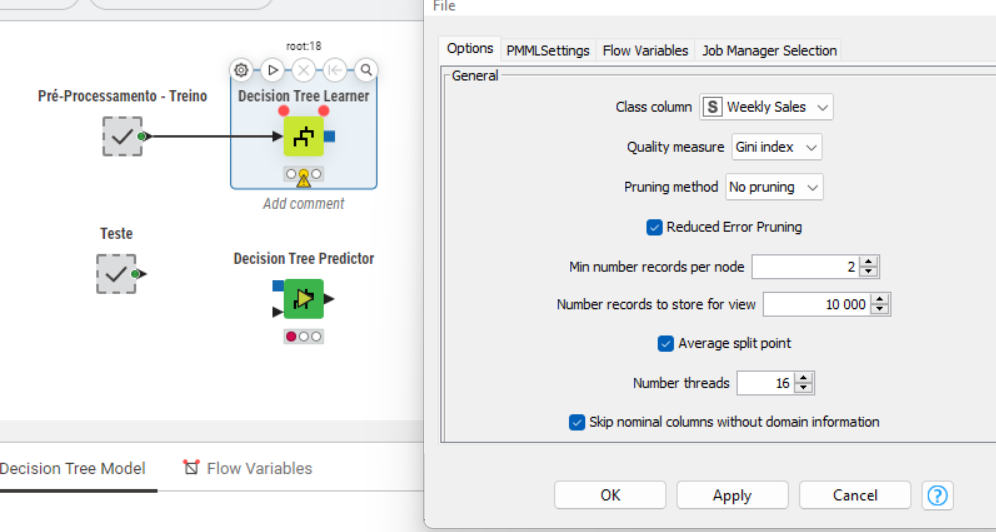 File
root:18
Pré-Processamento - Treino
Decision Tree Learner
Add comment
Teste
Decision Tree Predictor
Decision Tree Model
Flow Variables
Options
PMMLSettings
Flow Variables
Job Manager Selection
General
Class column
S
Weekly Sales
Quality measure
Gini index
Pruning method
No pruning
Reduced Error Pruning
Min number records per node
2
Number records to store for view
10 000
Average split point
Number threads
16
Skip nominal columns without domain information
OK
Apply
Cancel
?